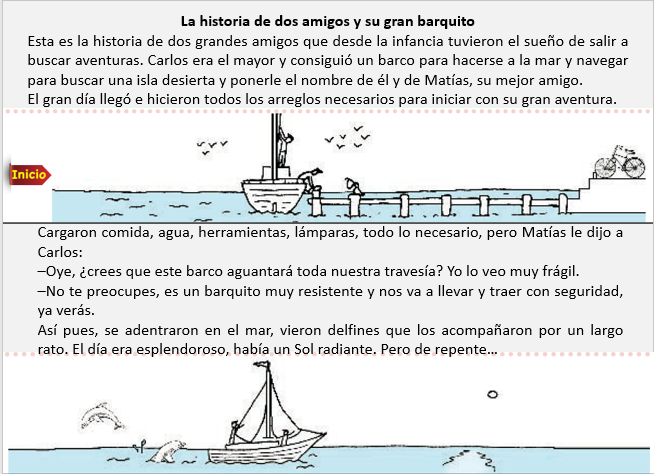 La historia de dos amigos y su gran barquito
Esta es la historia de dos grandes amigos que desde la infancia tuvieron el sueño de salir a
buscar aventuras. Carlos era el mayor y consiguió un barco para hacerse a la mar y navegar
para buscar una isla desierta y ponerle el nombre de él y de Matías, su mejor amigo.
El gran día llegó e hicieron todos los arreglos necesarios para iniciar con su gran aventura.
Inicio
Cargaron comida, agua, herramientas, lámparas, todo lo necesario, pero Matías le dijo a
Carlos:
–Oye, ¿crees que este barco aguantará toda nuestra travesía? Yo lo veo muy frágil.
–No te preocupes, es un barquito muy resistente y nos va a llevar y traer con seguridad,
ya verás.
Así pues, se adentraron en el mar, vieron delfines que los acompañaron por un largo
rato. El día era esplendoroso, había un Sol radiante. Pero de repente...